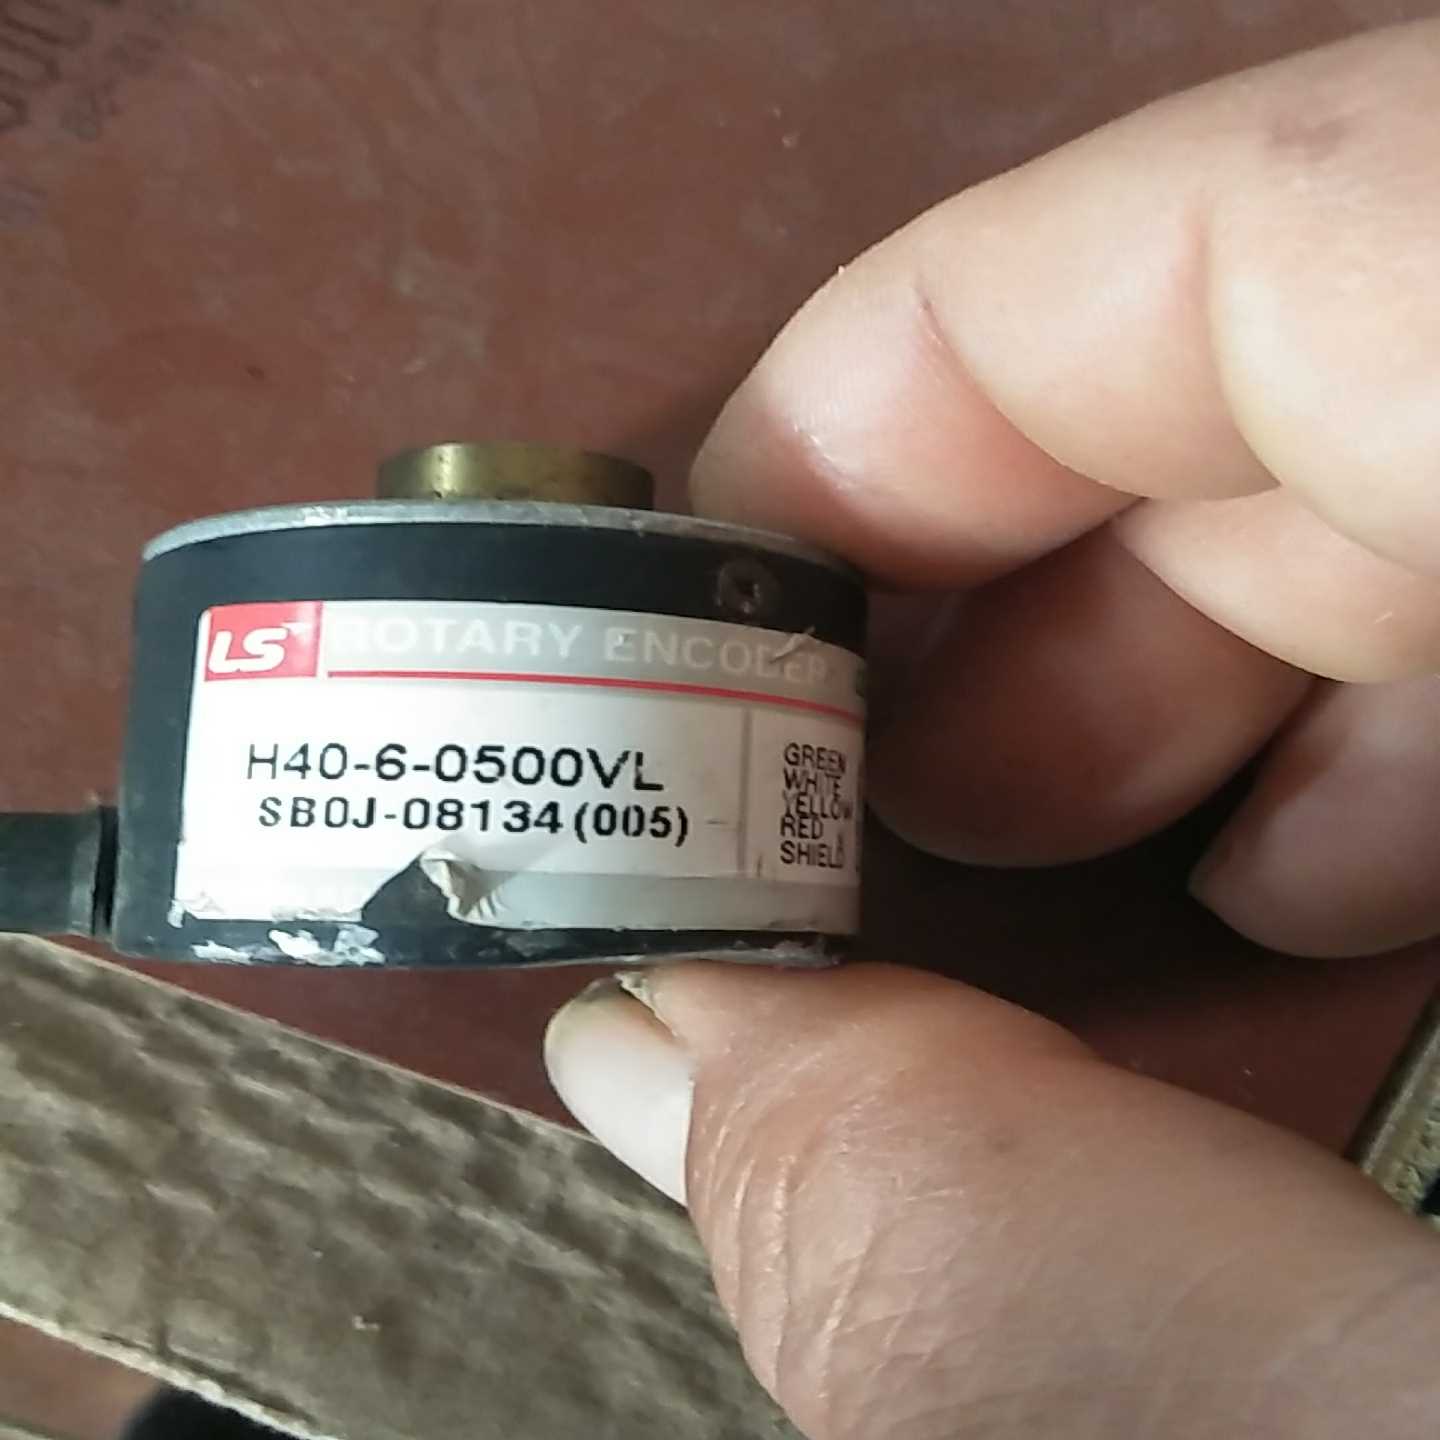 LS
ROTARY ENCODER
H40-6-0500VL
SB0J-08134(005)
GREEN
WHITE
YELLOW
RED
SHIELD